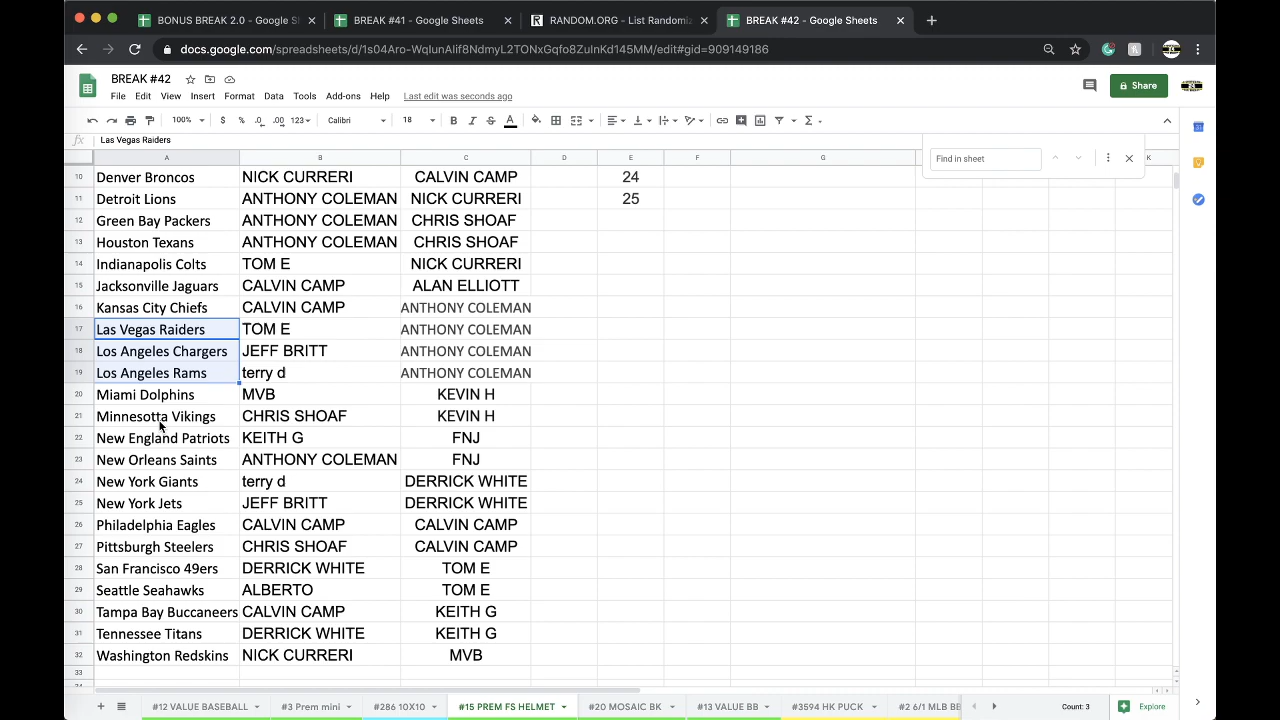 BONUS BREAK 2.0 - Google S
BREAK #41 - Google Sheets
RANDOM.ORG - List Randomiz
BREAK #42 - Google Sheets
docs.google.com/spreadsheets/d/1s04Aro-WqlunAlif8NdmyL2TONxGqfo8ZuInKd145MM/edit#gid=909149186
BREAK #42
File Edit View Insert Format Data Tools Add-ons Help Last edit was seconds ago
Share
100% $ % .0 .00 123 Calibri 18 B I S A
fx Las Vegas Raiders
Find in sheet
A B C D E F G K
10 Denver Broncos NICK CURRERI CALVIN CAMP 24
11 Detroit Lions ANTHONY COLEMAN NICK CURRERI 25
12 Green Bay Packers ANTHONY COLEMAN CHRIS SHOAF
13 Houston Texans ANTHONY COLEMAN CHRIS SHOAF
14 Indianapolis Colts TOM E NICK CURRERI
15 Jacksonville Jaguars CALVIN CAMP ALAN ELLIOTT
16 Kansas City Chiefs CALVIN CAMP ANTHONY COLEMAN
17 Las Vegas Raiders TOM E ANTHONY COLEMAN
18 Los Angeles Chargers JEFF BRITT ANTHONY COLEMAN
19 Los Angeles Rams terry d ANTHONY COLEMAN
20 Miami Dolphins MVB KEVIN H
21 Minnesotta Vikings CHRIS SHOAF KEVIN H
22 New England Patriots KEITH G FNJ
23 New Orleans Saints ANTHONY COLEMAN FNJ
24 New York Giants terry d DERRICK WHITE
25 New York Jets JEFF BRITT DERRICK WHITE
26 Philadelphia Eagles CALVIN CAMP CALVIN CAMP
27 Pittsburgh Steelers CHRIS SHOAF CALVIN CAMP
28 San Francisco 49ers DERRICK WHITE TOM E
29 Seattle Seahawks ALBERTO TOM E
30 Tampa Bay Buccaneers CALVIN CAMP KEITH G
31 Tennessee Titans DERRICK WHITE KEITH G
32 Washington Redskins NICK CURRERI MVB
33
#12 VALUE BASEBALL #3 Prem mini #286 10X10 #15 PREM FS HELMET #20 MOSAIC BK #13 VALUE BB #3594 HK PUCK #2 6/1 MLB BB Count: 3 Explore